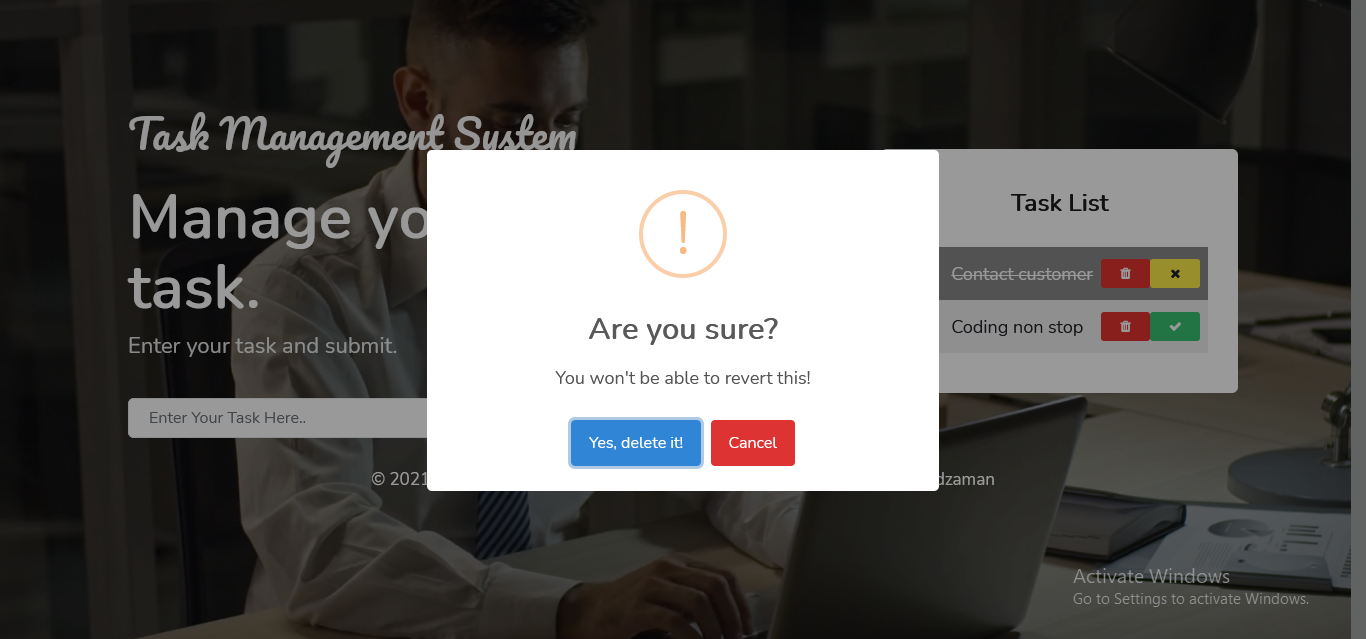 Task Management System
Manage yo
task.
Enter your task and submit.
Enter Your Task Here..
© 2021
dzaman
!
Are you sure?
You won't be able to revert this!
Yes, delete it!
Cancel
Task List
Contact customer
Coding non stop
Activate Windows
Go to Settings to activate Windows.